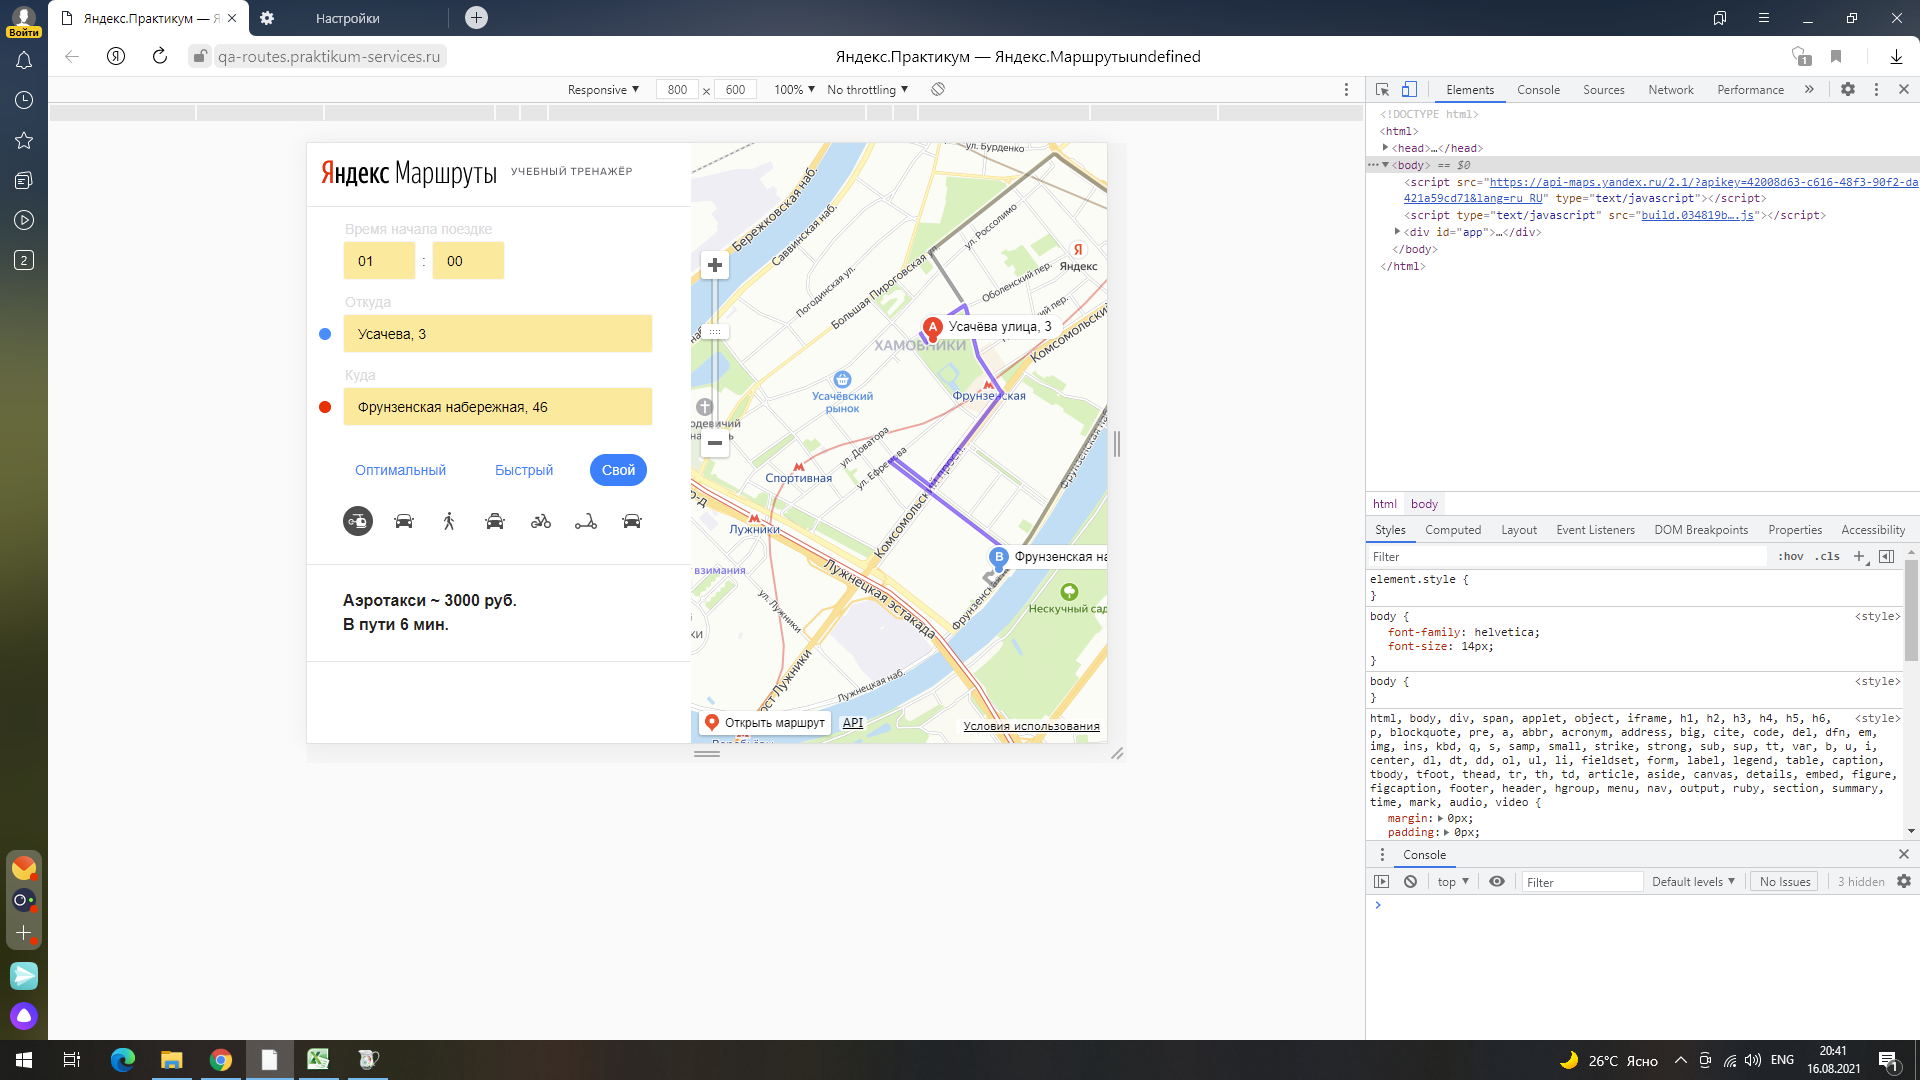 Яндекс.Практикум — Я
Настройки
Войти
qa-routes.praktikum-services.ru
Яндекс.Практикум — Яндекс.Маршрутыundefined
1
2
Responsive
800 x 600
100%
No throttling
Elements
Console
Sources
Network
Performance
Яндекс Маршруты
УЧЕБНЫЙ ТРЕНАЖЁР
Время начала поездке
01 : 00
Откуда
Усачева, 3
Куда
Фрунзенская набережная, 46
Оптимальный
Быстрый
Свой
Аэротакси ~ 3000 руб.
В пути 6 мин.
ул. Бурденко
Бережковская наб.
Саввинская наб.
ул. Россолимо
Яндекс
Погодинская ул.
Большая Пироговская ул.
Оболенский пер.
A Усачёва улица, 3
ХАМОВНИКИ
Комсомольский
Усачёвский
рынок
Фрунзенская
ул. Доватора
ул. Ефремова
Спортивная
Комсомольский просп.
Лужники
взимания
Лужнецкая эстакада
B Фрунзенская на
Фрунзенская
Нескучный сад
ул. Лужники
ост Лужники
Лужнецкая наб.
Открыть маршрут
API
Условия использования
<!DOCTYPE html>
<html>
<head>…</head>
<body> == $0
<script src="https://api-maps.yandex.ru/2.1/?apikey=42008d63-c616-48f3-90f2-da
421a59cd71&lang=ru_RU" type="text/javascript"></script>
<script type="text/javascript" src="build.034819b….js"></script>
<div id="app">…</div>
</body>
</html>
html
body
Styles
Computed
Layout
Event Listeners
DOM Breakpoints
Properties
Accessibility
Filter
:hov .cls
element.style {
}
body { <style>
font-family: helvetica;
font-size: 14px;
}
body { <style>
}
html, body, div, span, applet, object, iframe, h1, h2, h3, h4, h5, h6, <style>
p, blockquote, pre, a, abbr, acronym, address, big, cite, code, del, dfn, em,
img, ins, kbd, q, s, samp, small, strike, strong, sub, sup, tt, var, b, u, i,
center, dl, dt, dd, ol, ul, li, fieldset, form, label, legend, table, caption,
tbody, tfoot, thead, tr, th, td, article, aside, canvas, details, embed, figure,
figcaption, footer, header, hgroup, menu, nav, output, ruby, section, summary,
time, mark, audio, video {
margin: 0px;
padding: 0px;
Console
top
Filter
Default levels
No Issues
3 hidden
26°C Ясно
ENG
20:41
16.08.2021
1